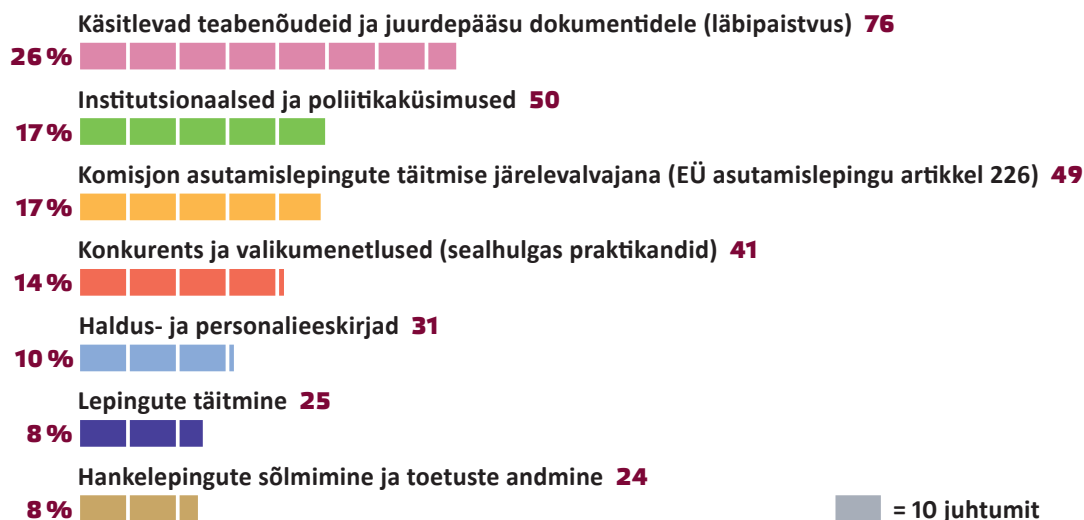 Käsitlevad teabenõudeid ja juurdepääsu dokumentidele (läbipaistvus) 76
26 %
Institutsionaalsed ja poliitikaküsimused 50
17 %
Komisjon asutamislepingute täitmise järelevalvajana (EÜ asutamislepingu artikkel 226) 49
17 %
Konkurents ja valikumenetlused (sealhulgas praktikandid) 41
14 %
Haldus- ja personalieeskirjad 31
10 %
Lepingute täitmine 25
8 %
Hankelepingute sõlmimine ja toetuste andmine 24
8 %
= 10 juhtumit